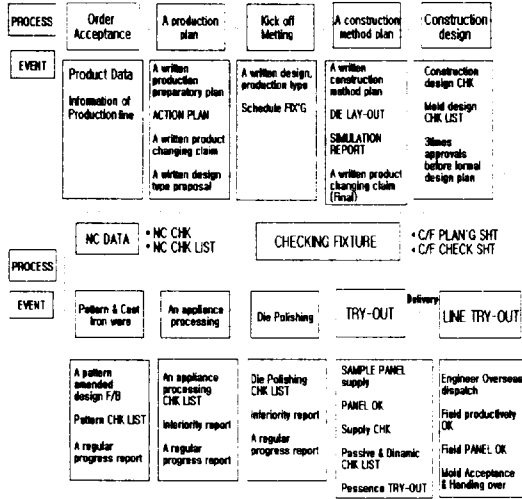 PROCESS
Order
Acceptance
A production
plan
Kick off
Metting
A construction
method plan
Construction
design
EVENT
Product Data
Information of
Production line
A written
production
preparatory plan
ACTION PLAN
A written product
changing claim
A wirtten design
type proposal
A written design,
production type
Schedule FIX'G
A written
construction
method plan
DIE LAY-OUT
SIMULATION
REPORT
A written product
changing claim
(Final)
Construction
design CHK
Mold design
CHK LIST
3times
approvals
before formal
design plan
NC DATA
• NC CHK
• NC CHK LIST
CHECKING FIXTURE
• C/F PLAN'G SHT
• C/F CHECK SHT
PROCESS
EVENT
Pattern & Cast
Iron ware
An appliance
processing
Die Polishing
TRY-OUT
Delivery
LINE TRY-OUT
A pattern
amended
design F/B
Pattern CHK LIST
A regular
progress report
An appliance
processing
CHK LIST
Inferiority report
A regular
progress report
Die Polishing
CHK LIST
Inferiority report
A regular
progress report
SAMPLE PANEL
supply
PANEL OK
Supply CHK
Passive & Dinamic
CHK LIST
Pessence TRY-OUT
Engineer Overseas
dispatch
Field productively
OK
Field PANEL OK
Mold Acceptance
& Handing over